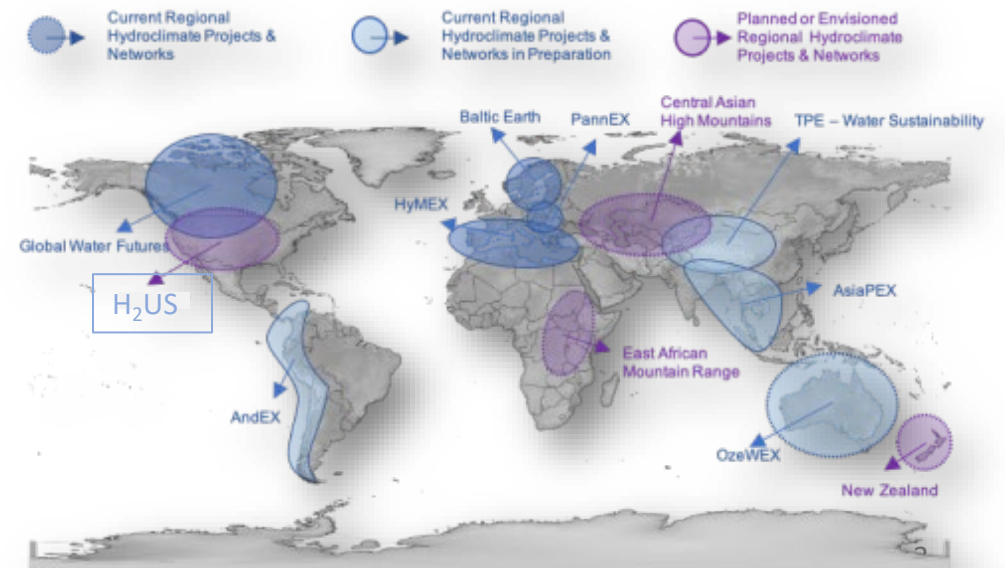 Current Regional
Hydroclimate Projects &
Networks
Current Regional
Hydroclimate Projects &
Networks in Preparation
Planned or Envisioned
Regional Hydroclimate
Projects & Networks
Baltic Earth
PannEX
Central Asian
High Mountains
TPE – Water Sustainability
HyMEX
Global Water Futures
H₂US
AsiaPEX
East African
Mountain Range
AndEX
OzeWEX
New Zealand